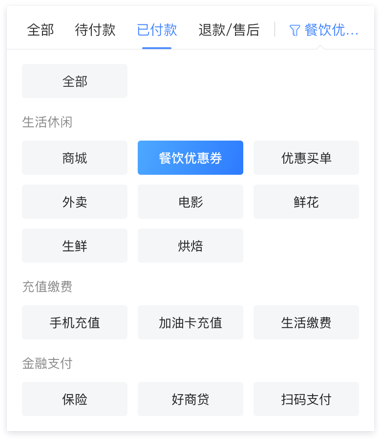 全部 待付款 已付款 退款/售后 餐饮优...
全部
生活休闲
商城 餐饮优惠券 优惠买单
外卖 电影 鲜花
生鲜 烘焙
充值缴费
手机充值 加油卡充值 生活缴费
金融支付
保险 好商贷 扫码支付